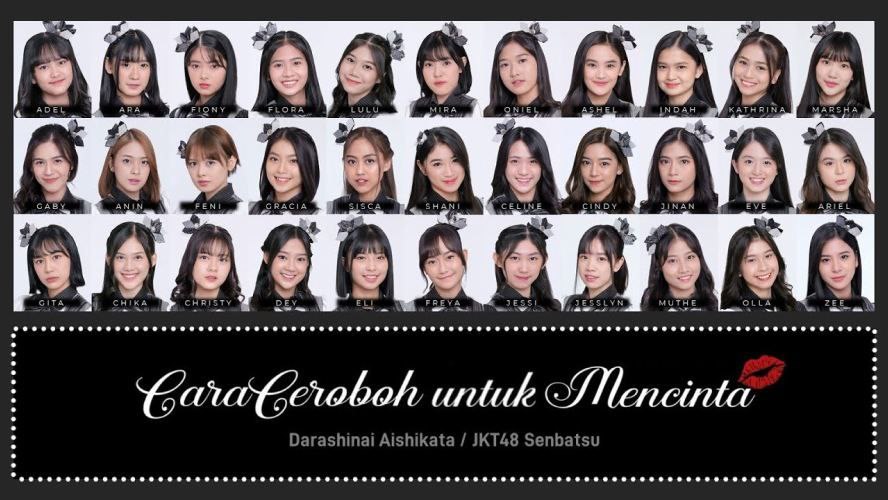 ADEL ARA FIONY FLORA LULU MIRA ONIEL ASHEL INDAH KATHRINA MARSHA
GABY ANIN FENI GRACIA SISCA SHANI CELINE CINDY JINAN EVE ARIEL
GITA CHIKA CHRISTY DEY ELI FREYA JESSI JESSLYN MUTHE OLLA ZEE
Cara Ceroboh untuk Mencinta
Darashinai Aishikata / JKT48 Senbatsu